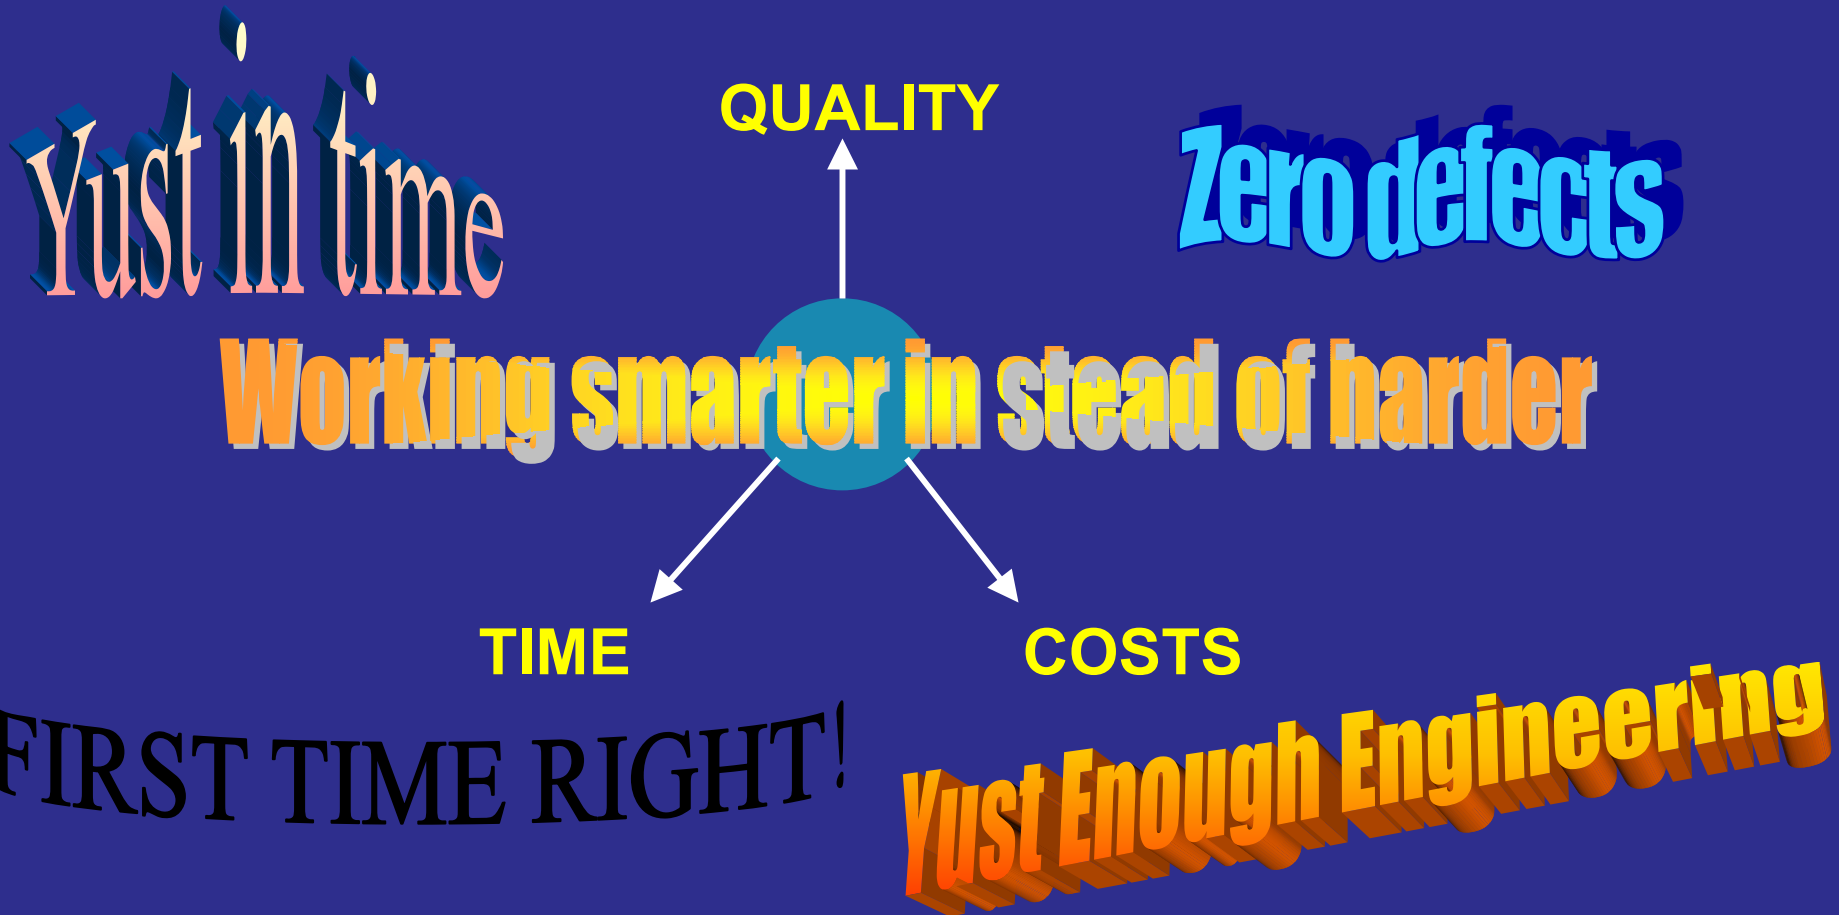 Yust in time
QUALITY
Zero defects
Working smarter in stead of harder
TIME
COSTS
FIRST TIME RIGHT!
Yust Enough Engineering